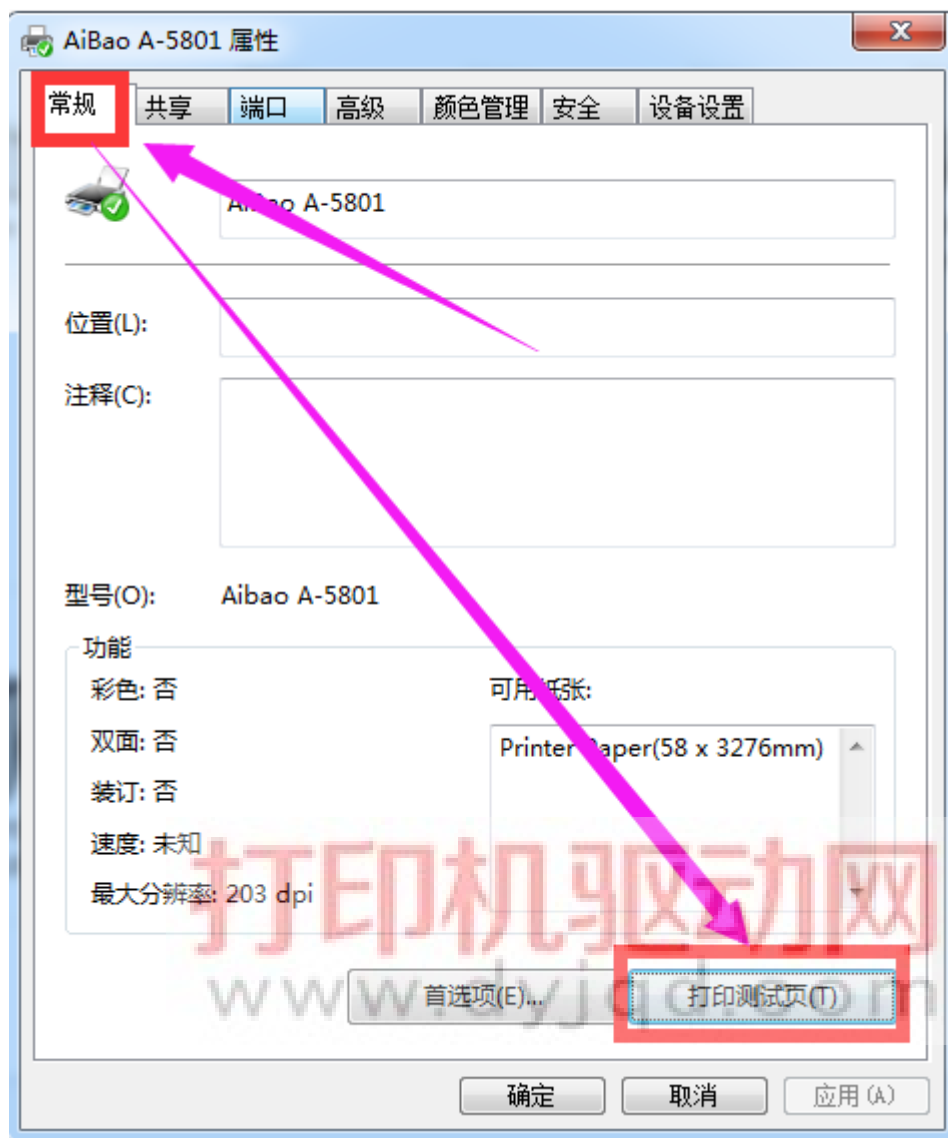 AiBao A-5801 属性
常规 共享 端口 高级 颜色管理 安全 设备设置
AiBao A-5801
位置(L):
注释(C):
型号(O): Aibao A-5801
功能
彩色: 否 可用纸张:
双面: 否 Printer Paper(58 x 3276mm)
装订: 否
速度: 未知
最大分辨率: 203 dpi
打印机驱动网
www.dyjqd.com
首选项(E)... 打印测试页(T)
确定 取消 应用(A)